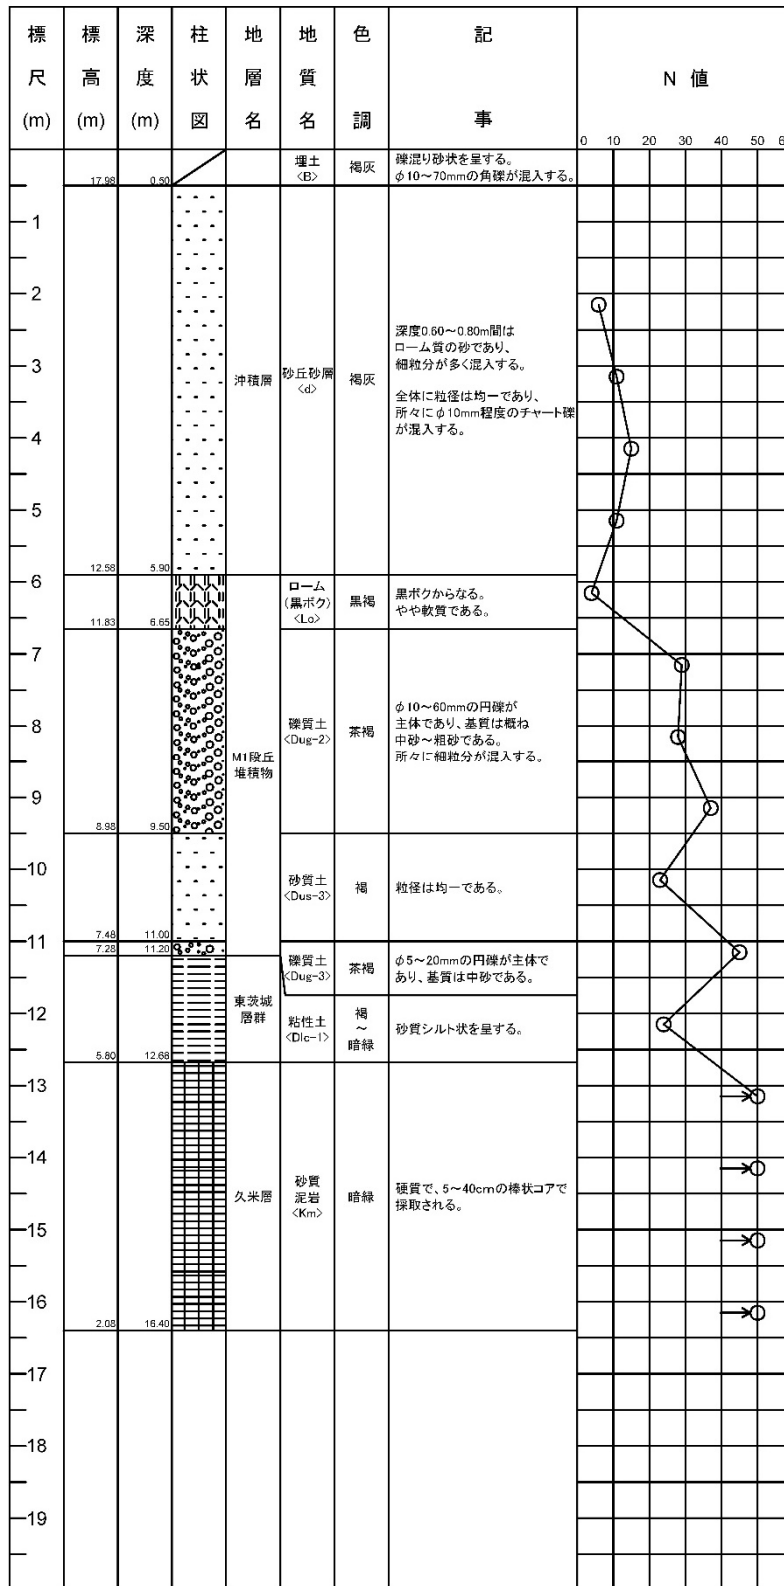 標尺(m)
標高(m)
深度(m)
柱状図
地層名
地質名
色調
記事
N 値
0 10 20 30 40 50 6
17.98 0.50
埋土
<B>
褐灰
礫混り砂状を呈する。
φ10～70mmの角礫が混入する。
1
2
3
4
5
沖積層
砂丘砂層
<d>
褐灰
深度0.60～0.80m間は
ローム質の砂であり、
細粒分が多く混入する。
全体に粒径は均一であり、
所々にφ10mm程度のチャート礫
が混入する。
12.58 5.90
6
ローム
(黒ボク)
<Lo>
黒褐
黒ボクからなる。
やや軟質である。
11.83 6.65
7
8
9
M1段丘
堆積物
礫質土
<Dug-2>
茶褐
φ10～60mmの円礫が
主体であり、基質は概ね
中砂～粗砂である。
所々に細粒分が混入する。
8.98 9.50
10
砂質土
<Dus-3>
褐
粒径は均一である。
7.48 11.00
11
7.28 11.20
礫質土
<Dug-3>
茶褐
φ5～20mmの円礫が主体で
あり、基質は中砂である。
12
東茨城
層群
粘性土
<Dlc-1>
褐
～
暗緑
砂質シルト状を呈する。
5.80 12.68
13
14
15
16
久米層
砂質
泥岩
<Km>
暗緑
硬質で、5～40cmの棒状コアで
採取される。
2.08 16.40
17
18
19